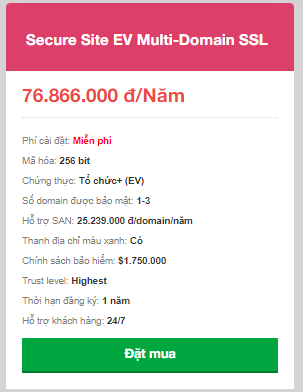 Secure Site EV Multi-Domain SSL
76.866.000 đ/Năm
Phí cài đặt: Miễn phí
Mã hóa: 256 bit
Chứng thực: Tổ chức+ (EV)
Số domain được bảo mật: 1-3
Hỗ trợ SAN: 25.239.000 đ/domain/năm
Thanh địa chỉ màu xanh: Có
Chính sách bảo hiểm: $1.750.000
Trust level: Highest
Thời hạn đăng ký: 1 năm
Hỗ trợ khách hàng: 24/7
Đặt mua